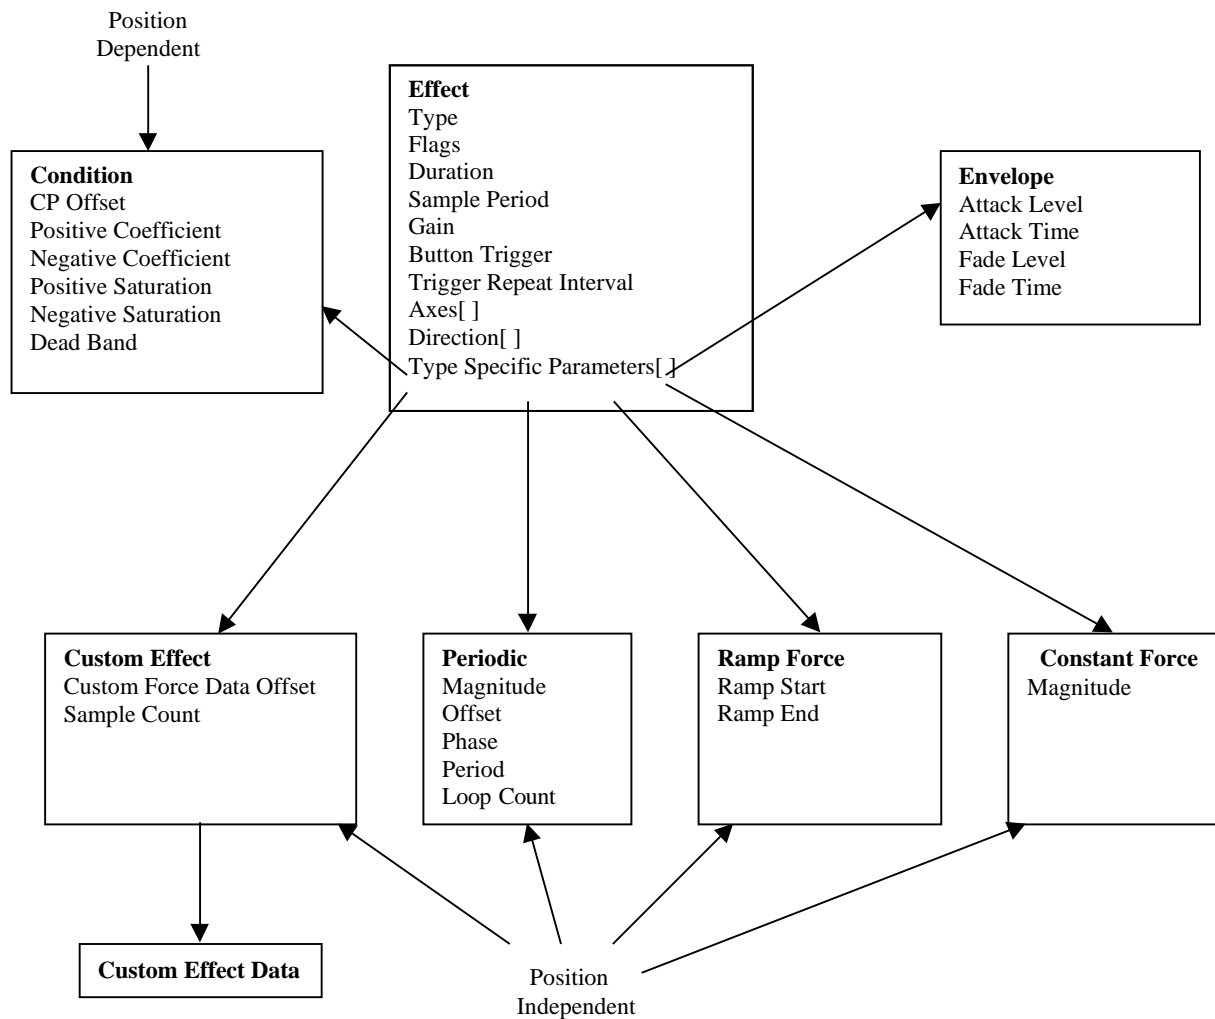 Position
Dependent
Effect
Type
Flags
Duration
Sample Period
Gain
Button Trigger
Trigger Repeat Interval
Axes[ ]
Direction[ ]
Type Specific Parameters[ ]
Condition
CP Offset
Positive Coefficient
Negative Coefficient
Positive Saturation
Negative Saturation
Dead Band
Envelope
Attack Level
Attack Time
Fade Level
Fade Time
Custom Effect
Custom Force Data Offset
Sample Count
Periodic
Magnitude
Offset
Phase
Period
Loop Count
Ramp Force
Ramp Start
Ramp End
Constant Force
Magnitude
Custom Effect Data
Position
Independent